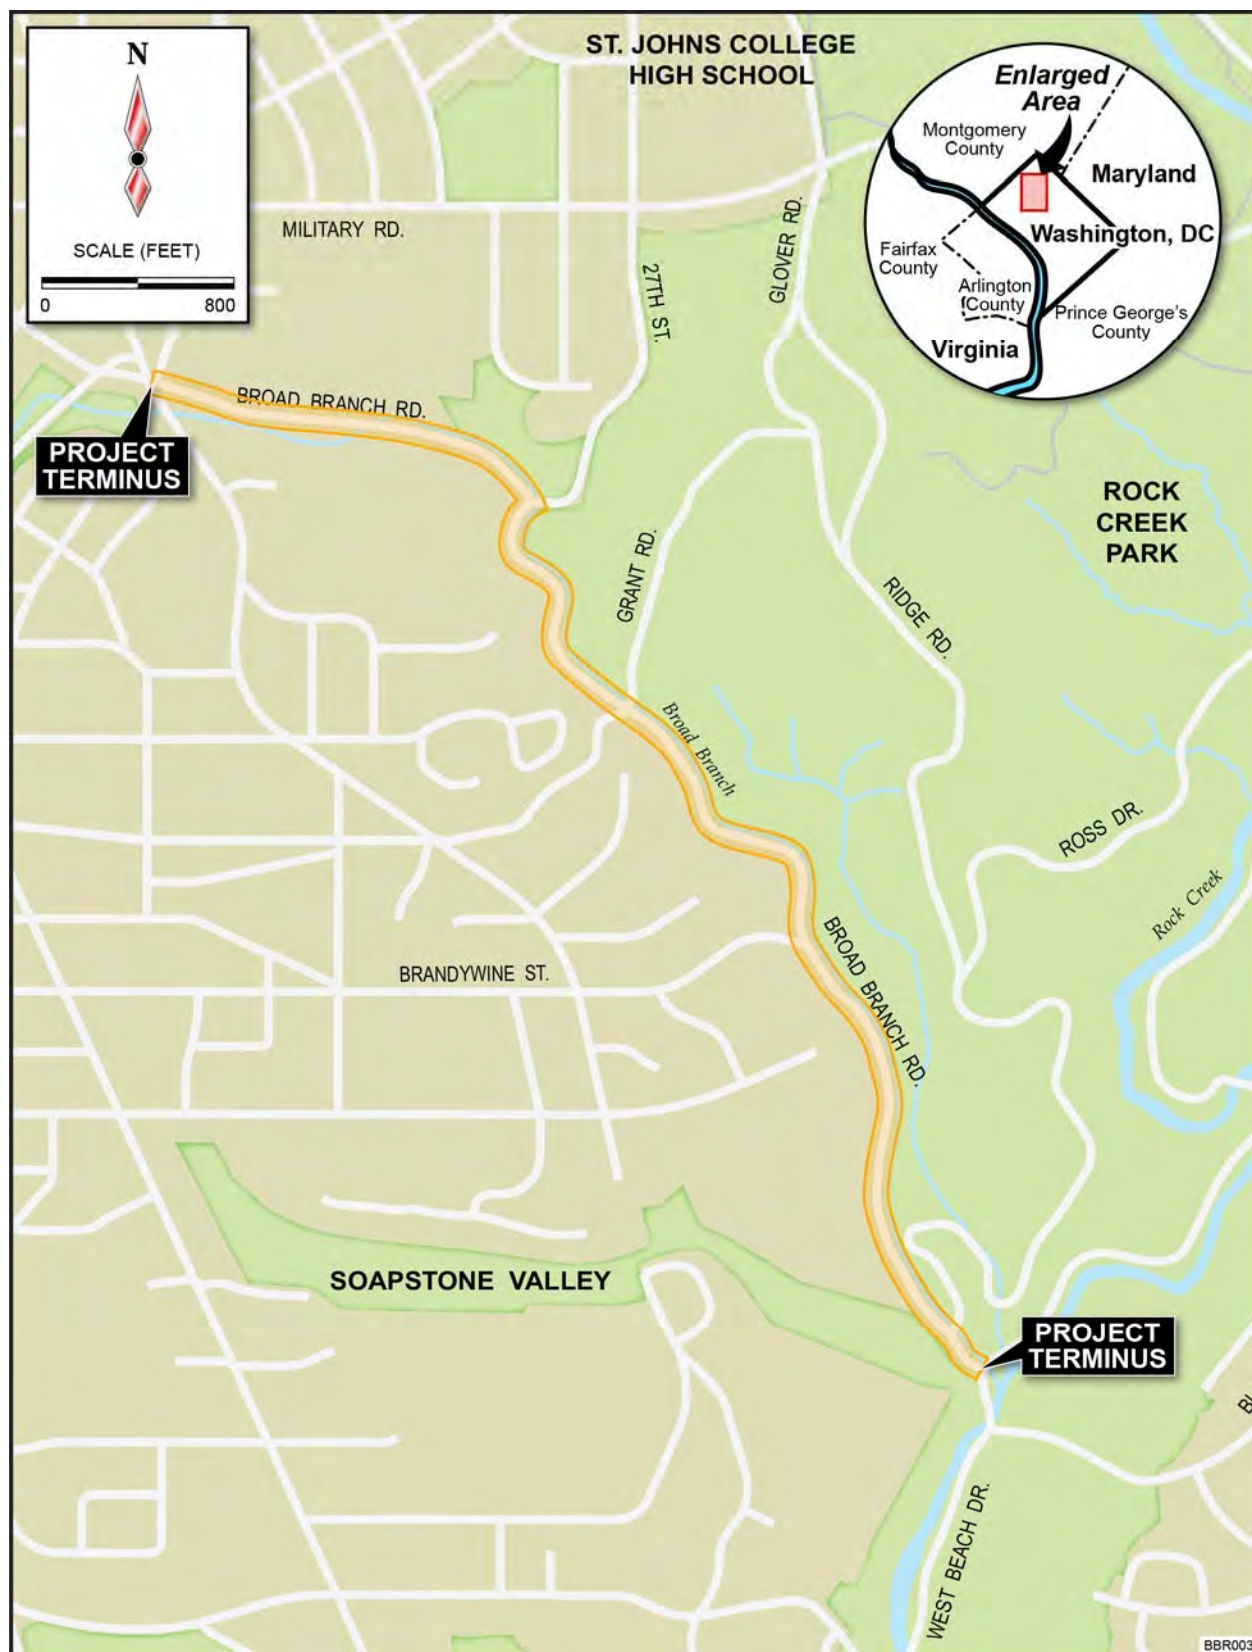 N
SCALE (FEET)
0
800
ST. JOHNS COLLEGE
HIGH SCHOOL
Enlarged
Area
Montgomery
County
Maryland
Washington, DC
Fairfax
County
Arlington
County
Prince George's
County
Virginia
MILITARY RD.
27TH ST.
GLOVER RD.
BROAD BRANCH RD.
PROJECT
TERMINUS
ROCK
CREEK
PARK
GRANT RD.
RIDGE RD.
Broad Branch
ROSS DR.
Rock Creek
BROAD BRANCH RD.
BRANDYWINE ST.
SOAPSTONE VALLEY
PROJECT
TERMINUS
WEST BEACH DR.
BBR003